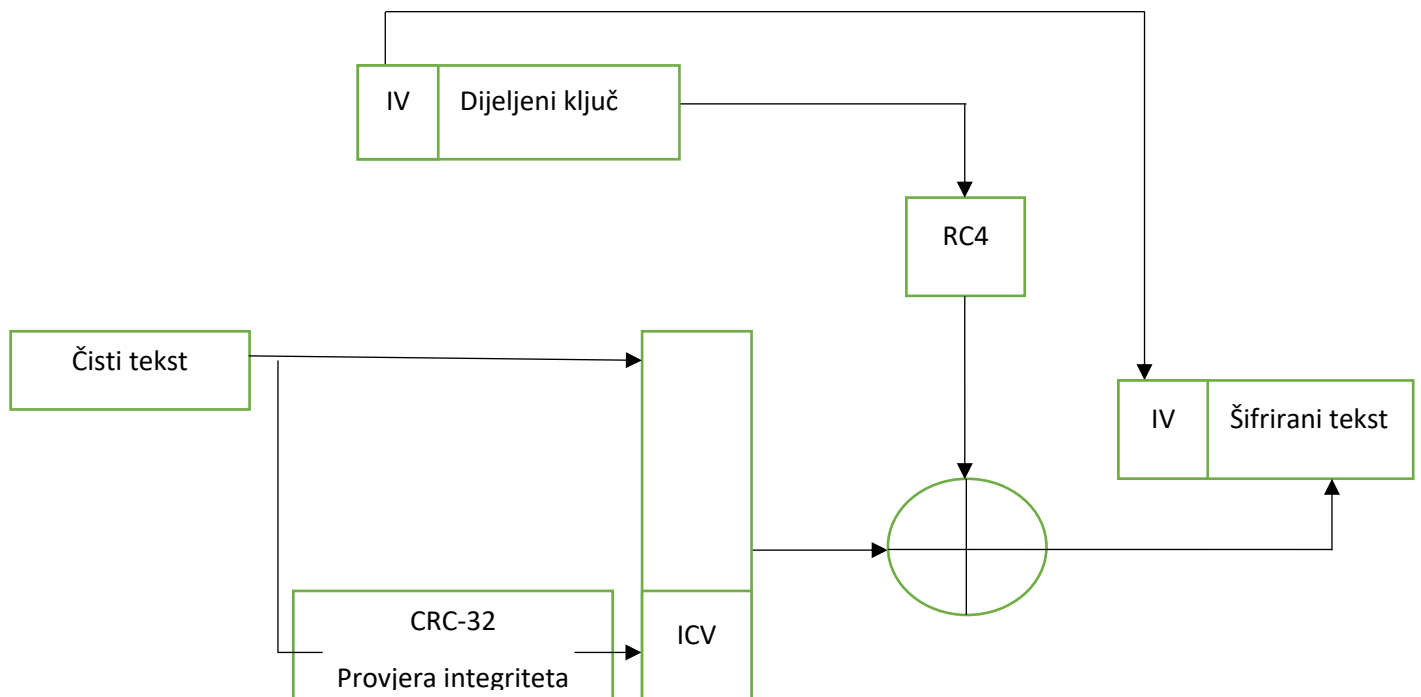 IV
Dijeljeni ključ
RC4
Čisti tekst
IV
Šifrirani tekst
CRC-32
Provjera integriteta
ICV